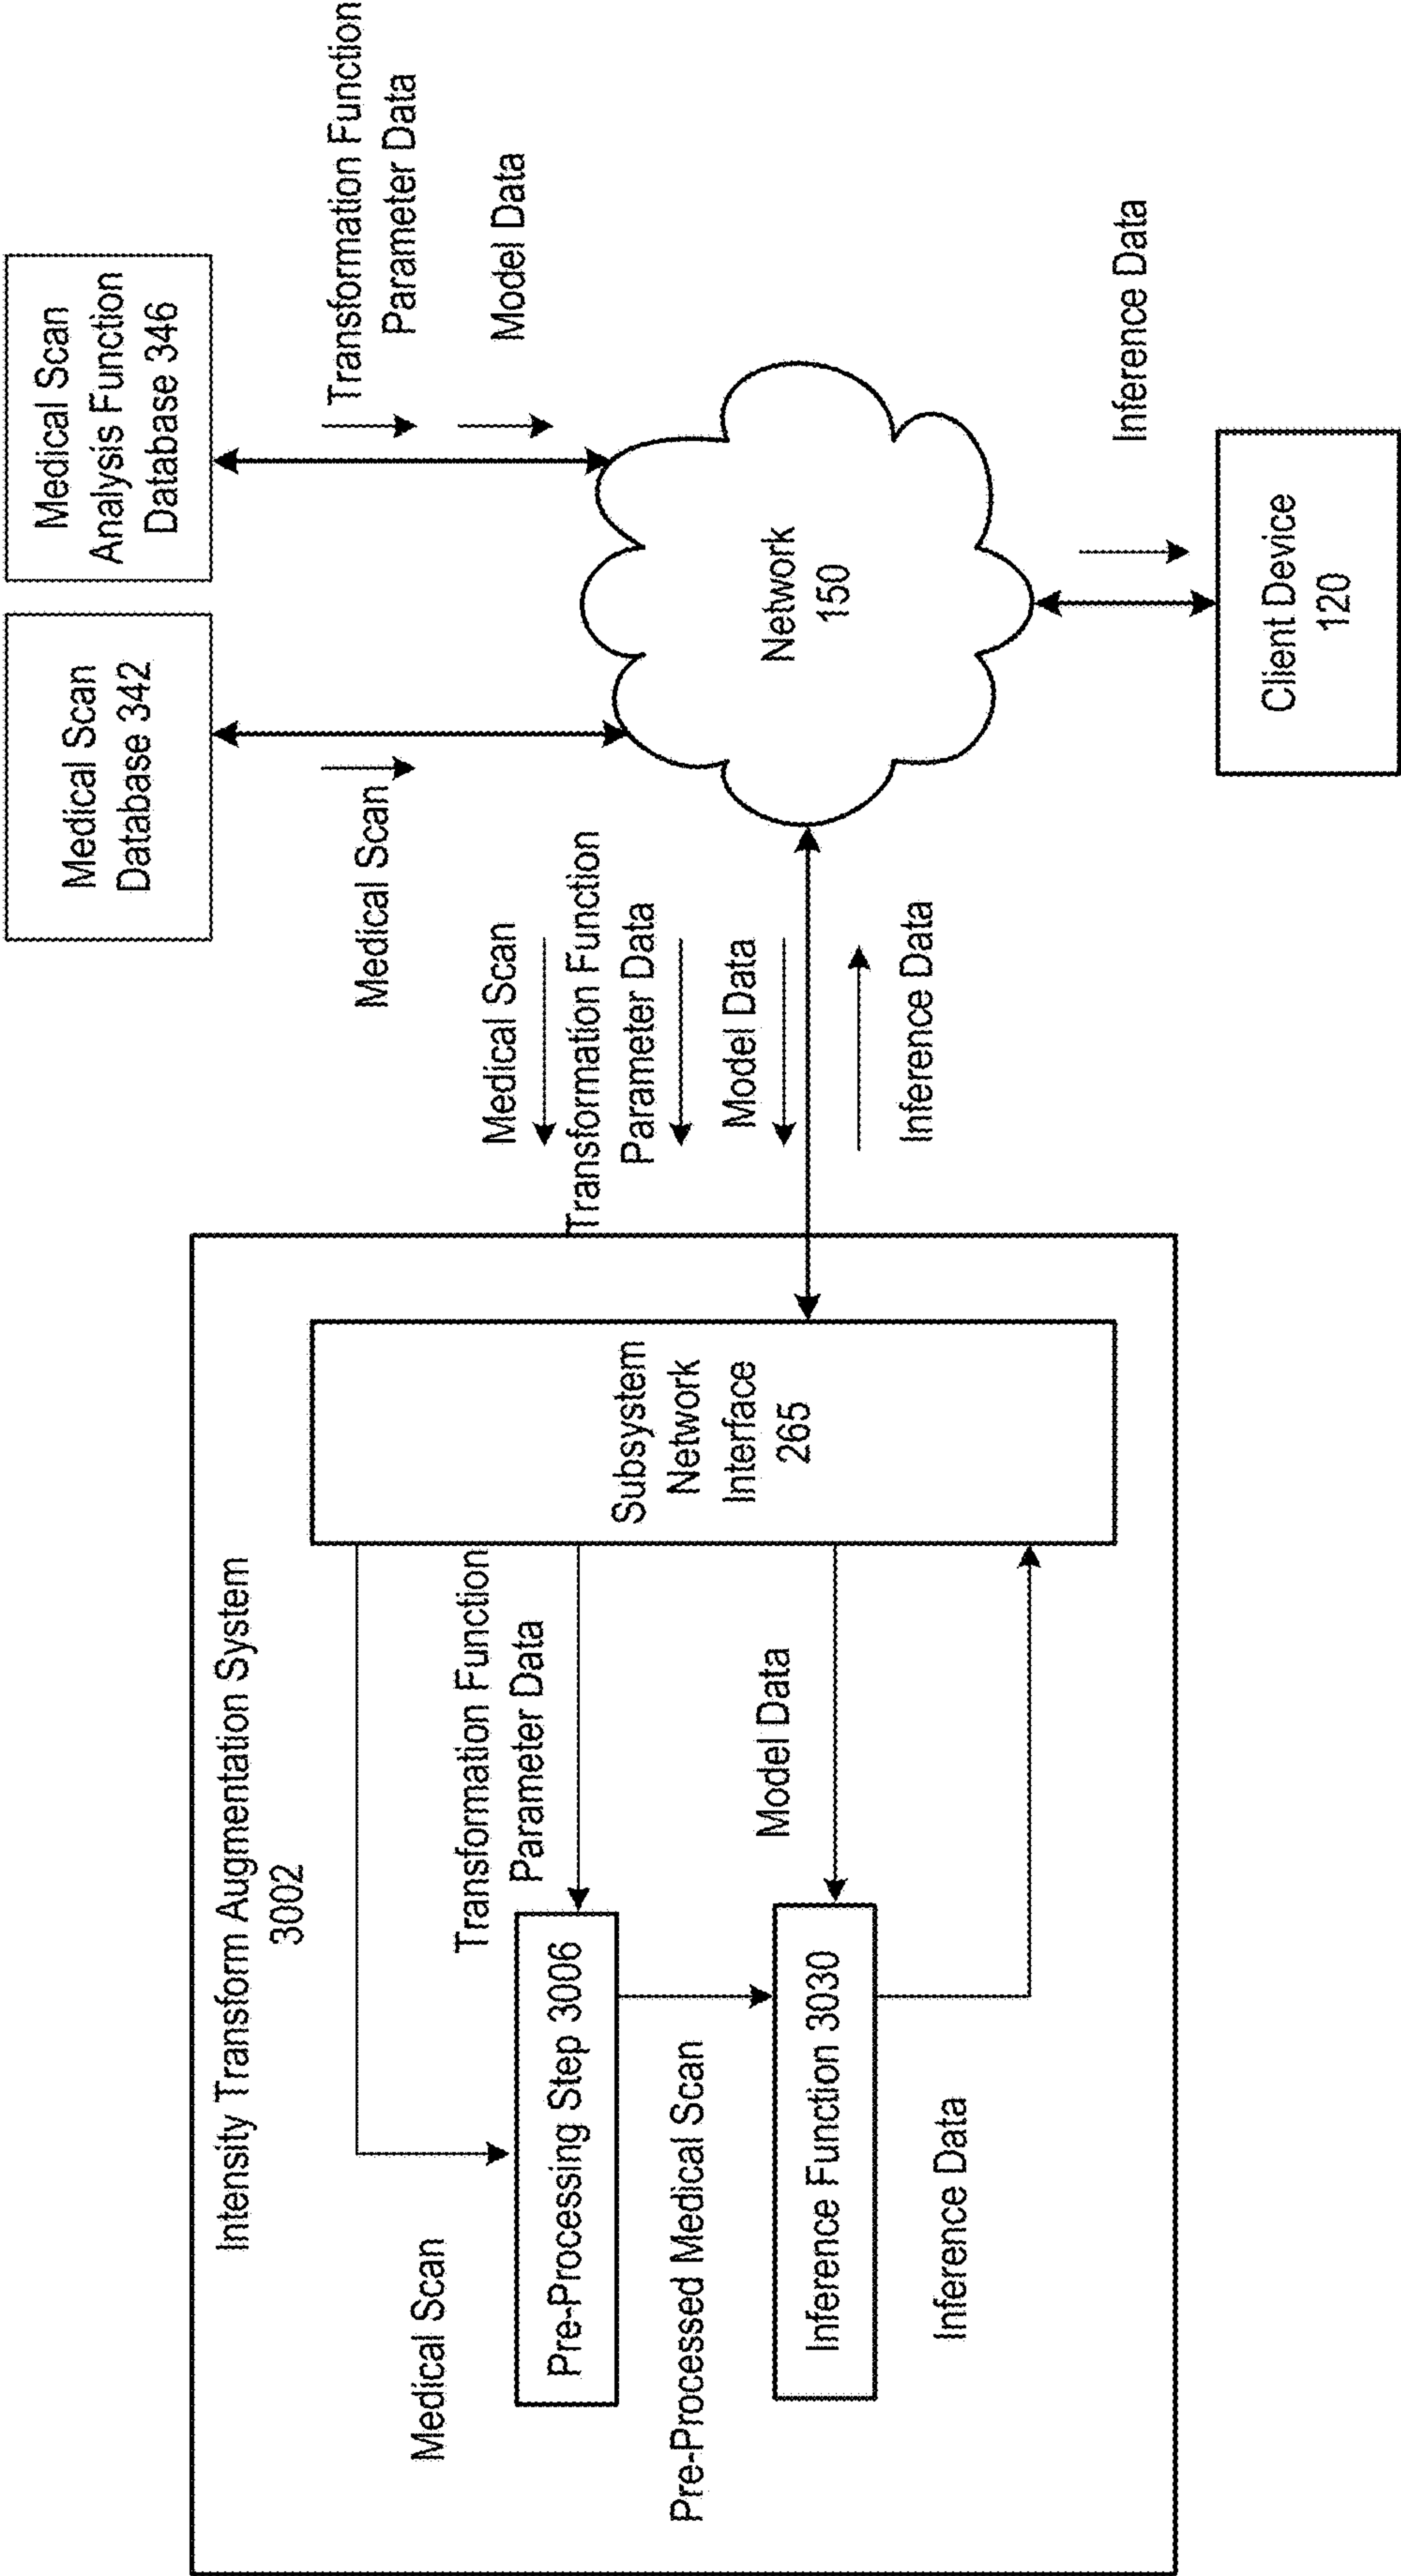 Intensity Transform Augmentation System
3002
Medical Scan
Pre-Processing Step 3006
Transformation Function
Parameter Data
Pre-Processed Medical Scan
Inference Function 3030
Model Data
Inference Data
Subsystem
Network
Interface
265
Medical Scan
Transformation Function
Parameter Data
Model Data
Inference Data
Medical Scan
Database 342
Medical Scan
Analysis Function
Database 346
Medical Scan
Transformation Function
Parameter Data
Model Data
Network
150
Inference Data
Client Device
120